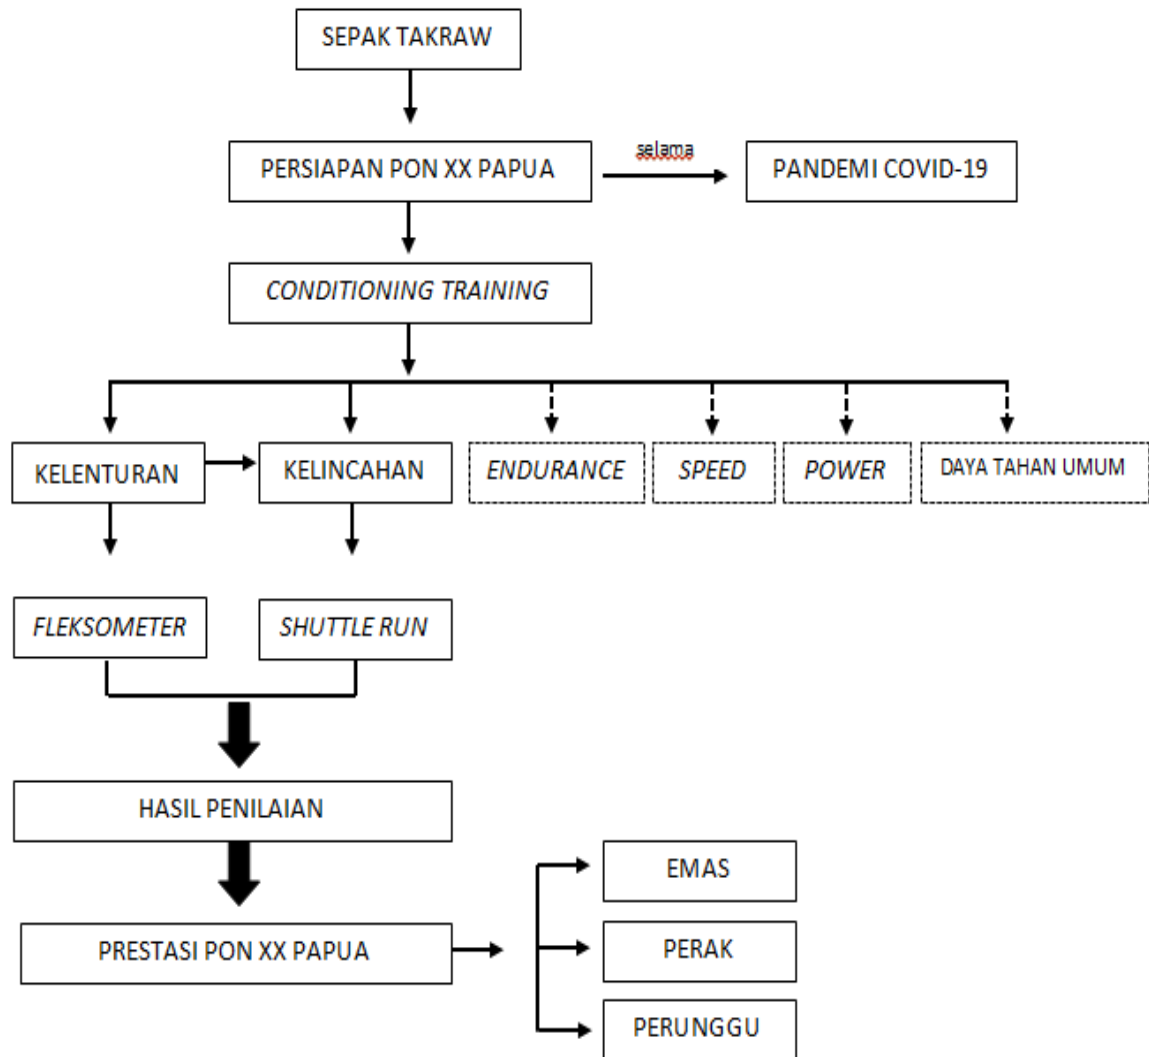 SEPAK TAKRAW
PERSIAPAN PON XX PAPUA
selama
PANDEMI COVID-19
CONDITIONING TRAINING
KELENTURAN
KELINCAHAN
ENDURANCE
SPEED
POWER
DAYA TAHAN UMUM
FLEKSOMETER
SHUTTLE RUN
HASIL PENILAIAN
EMAS
PRESTASI PON XX PAPUA
PERAK
PERUNGGU